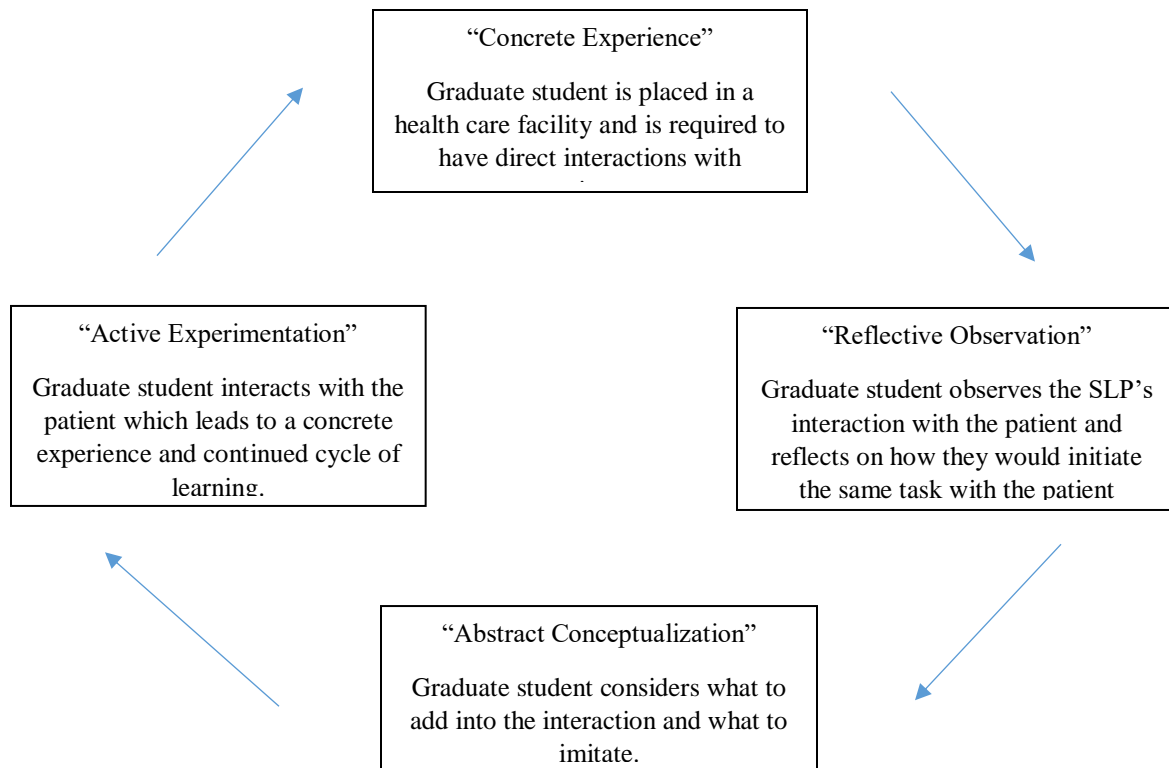 “Concrete Experience”
Graduate student is placed in a
health care facility and is required to
have direct interactions with
“Active Experimentation”
Graduate student interacts with the
patient which leads to a concrete
experience and continued cycle of
learning.
“Reflective Observation”
Graduate student observes the SLP’s
interaction with the patient and
reflects on how they would initiate
the same task with the patient
“Abstract Conceptualization”
Graduate student considers what to
add into the interaction and what to
imitate.